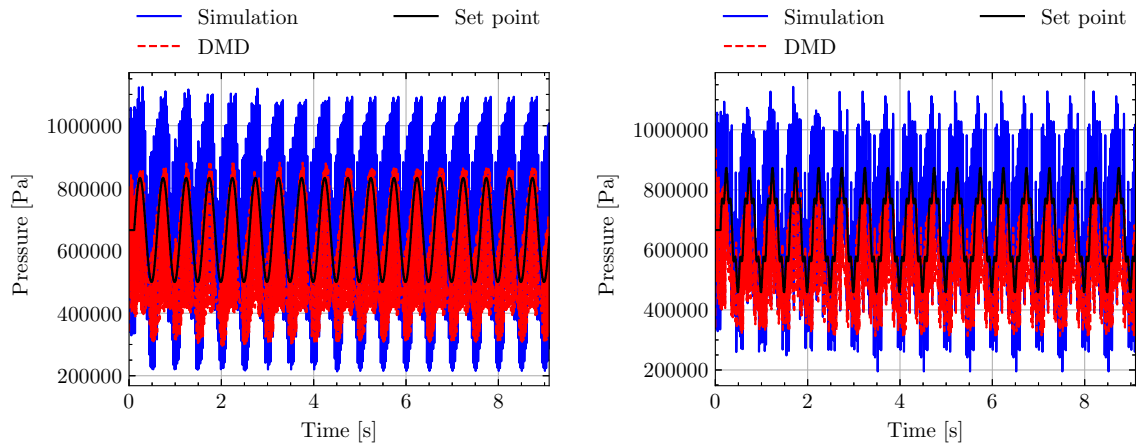 Simulation
Set point
DMD
1000000
800000
600000
400000
200000
Pressure [Pa]
0
2
4
6
8
Time [s]
Simulation
Set point
DMD
1000000
800000
600000
400000
200000
Pressure [Pa]
0
2
4
6
8
Time [s]